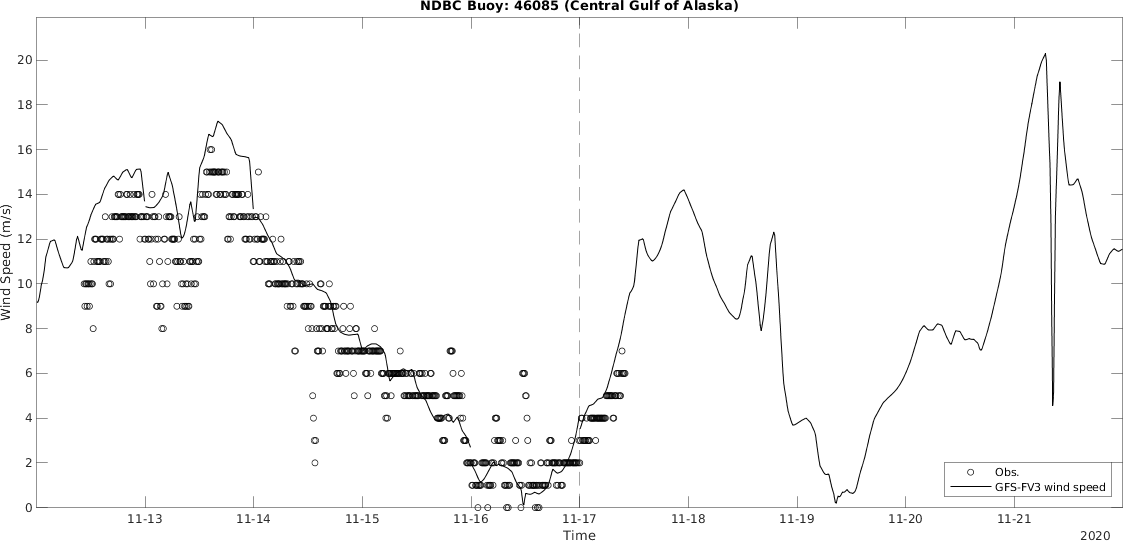 NDBC Buoy: 46085 (Central Gulf of Alaska)
Wind Speed (m/s)
20
18
16
14
12
10
8
6
4
2
0
11-13 11-14 11-15 11-16 11-17 11-18 11-19 11-20 11-21
Time
2020
Obs.
GFS-FV3 wind speed